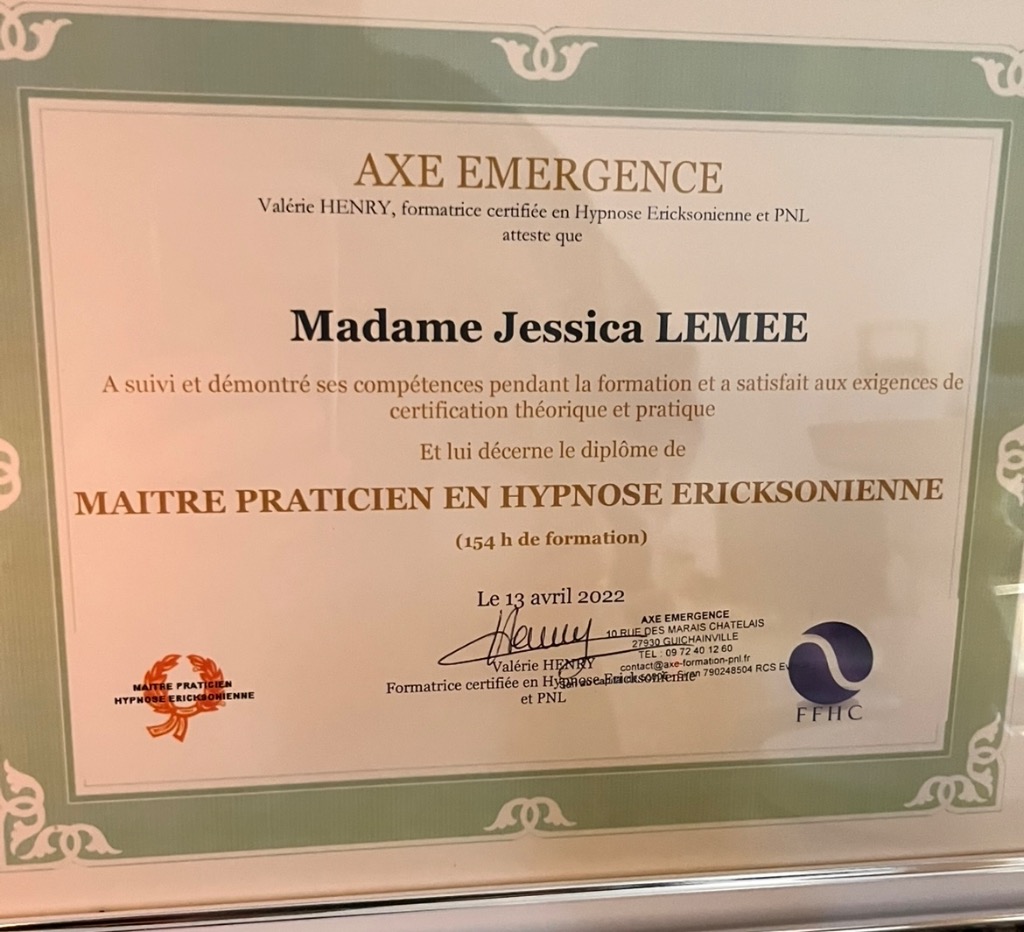 AXE EMERGENCE
Valérie HENRY, formatrice certifiée en Hypnose Ericksonienne et PNL
atteste que
Madame Jessica LEMEE
A suivi et démontré ses compétences pendant la formation et a satisfait aux exigences de
certification théorique et pratique
Et lui décerne le diplôme de
MAITRE PRATICIEN EN HYPNOSE ERICKSONIENNE
(154 h de formation)
Le 13 avril 2022
Valérie HENRY
Formatrice certifiée en Hypnose Ericksonienne
et PNL
AXE EMERGENCE
10 RUE DES MARAIS CHATELAIS
27930 GUICHAINVILLE
TEL : 09 72 40 12 60
contact@axe-formation-pnl.fr
790248504 RCS
MAITRE PRATICIEN
HYPNOSE ERICKSONIENNE
FFHC